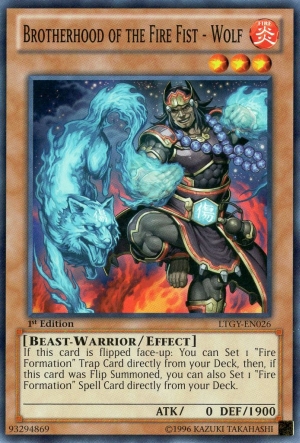 BROTHERHOOD OF THE FIRE FIST - WOLF
FIRE
炎
1st Edition
LTGY-EN026
[BEAST-WARRIOR/EFFECT]
If this card is flipped face-up: You can Set 1 "Fire
Formation" Trap Card directly from your Deck, then, if
this card was Flip Summoned, you can also Set 1 "Fire
Formation" Spell Card directly from your Deck.
ATK/ 0 DEF/1900
93294869
©1996 KAZUKI TAKAHASHI